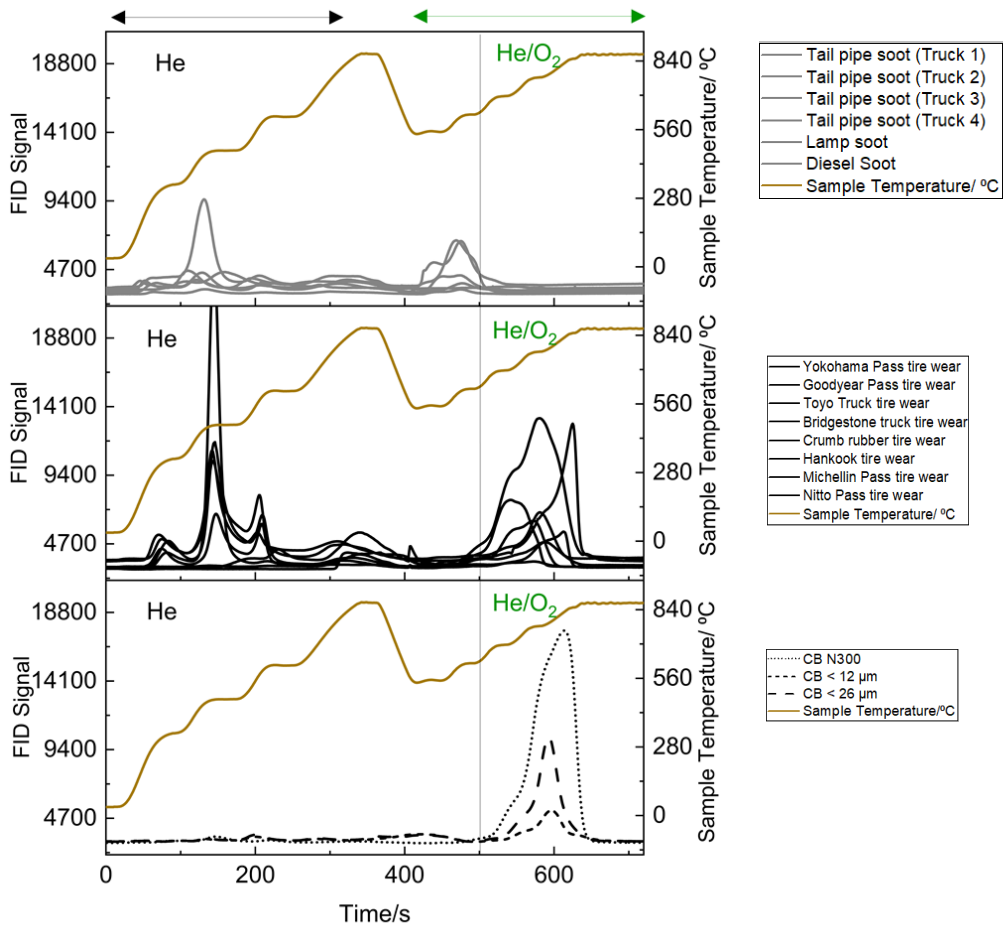 He
He/O2
18800
14100
9400
4700
FID Signal
840
560
280
0
Sample Temperature/ ºC
Tail pipe soot (Truck 1)
Tail pipe soot (Truck 2)
Tail pipe soot (Truck 3)
Tail pipe soot (Truck 4)
Lamp soot
Diesel Soot
Sample Temperature/ ºC
He
He/O2
18800
14100
9400
4700
FID Signal
840
560
280
0
Sample Temperature/ ºC
Yokohama Pass tire wear
Goodyear Pass tire wear
Toyo Truck tire wear
Bridgestone truck tire wear
Crumb rubber tire wear
Hankook tire wear
Michellin Pass tire wear
Nitto Pass tire wear
Sample Temperature/ ºC
He
He/O2
18800
14100
9400
4700
FID Signal
840
560
280
0
Sample Temperature/ ºC
CB N300
CB < 12 µm
CB < 26 µm
Sample Temperature/ºC
0 200 400 600
Time/s